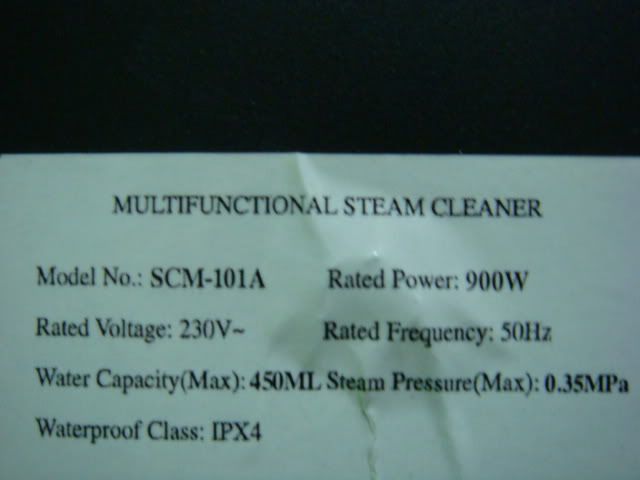 MULTIFUNCTIONAL STEAM CLEANER
Model No.: SCM-101A Rated Power: 900W
Rated Voltage: 230V~ Rated Frequency: 50Hz
Water Capacity(Max): 450ML Steam Pressure(Max): 0.35MPa
Waterproof Class: IPX4